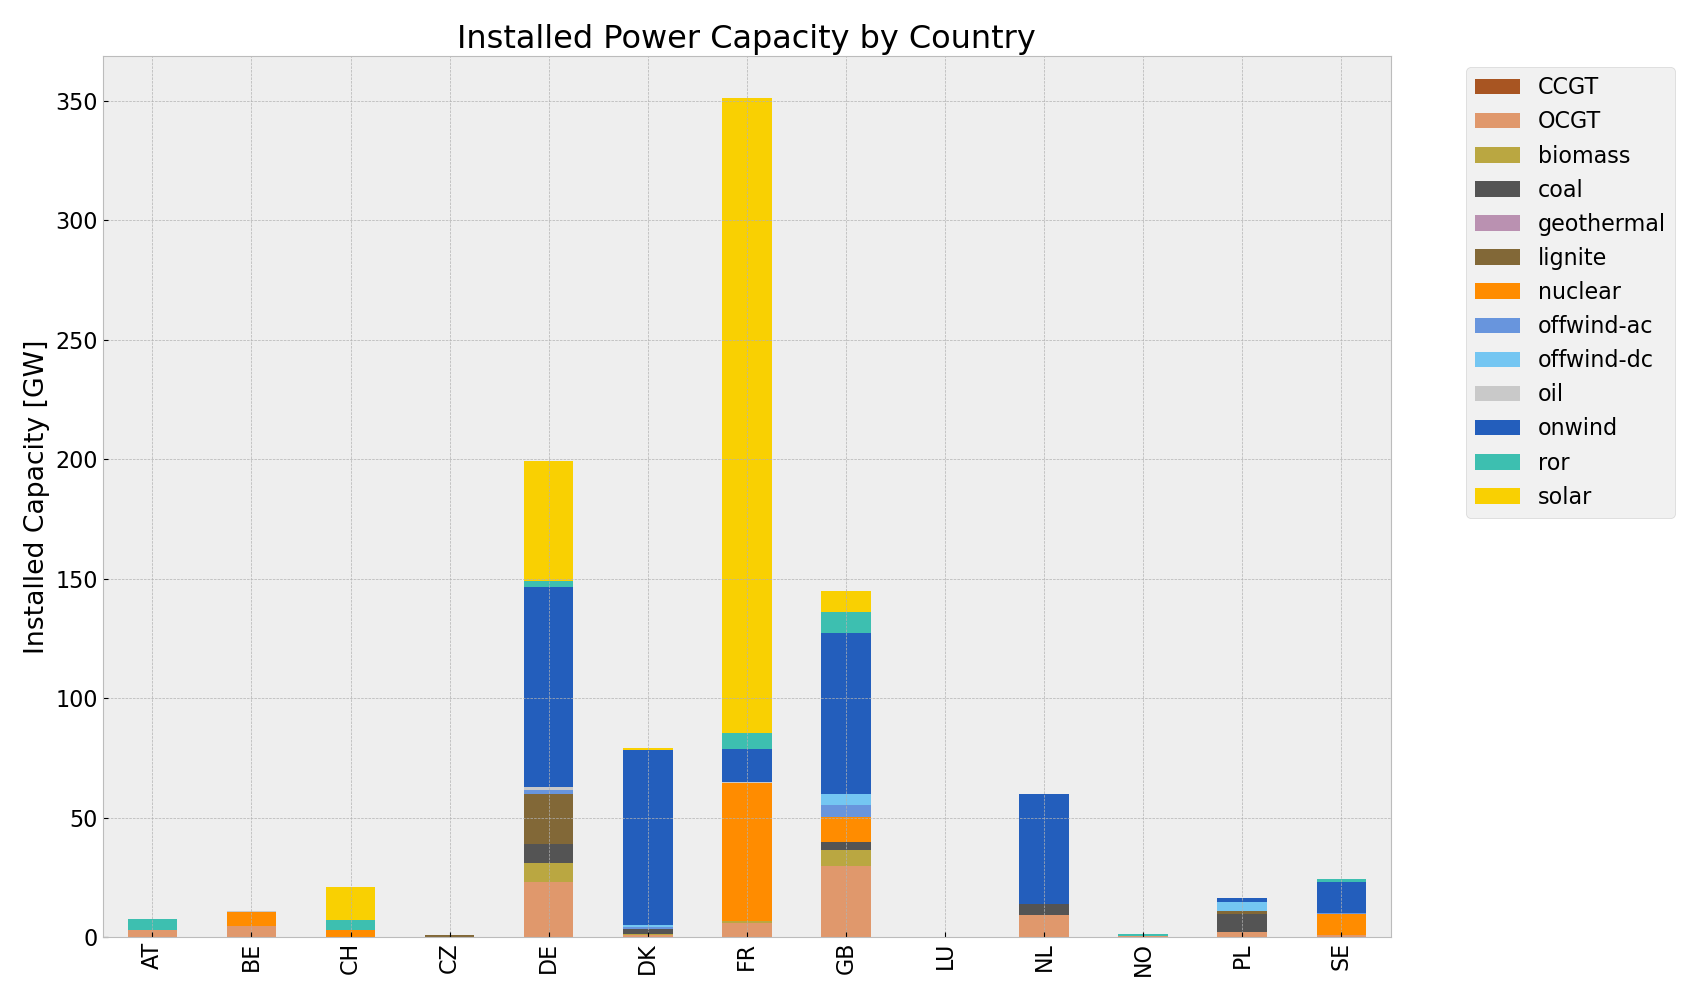 Installed Power Capacity by Country
Installed Capacity [GW]
350
300
250
200
150
100
50
0
AT
BE
CH
CZ
DE
DK
FR
GB
LU
NL
NO
PL
SE
CCGT
OCGT
biomass
coal
geothermal
lignite
nuclear
offwind-ac
offwind-dc
oil
onwind
ror
solar